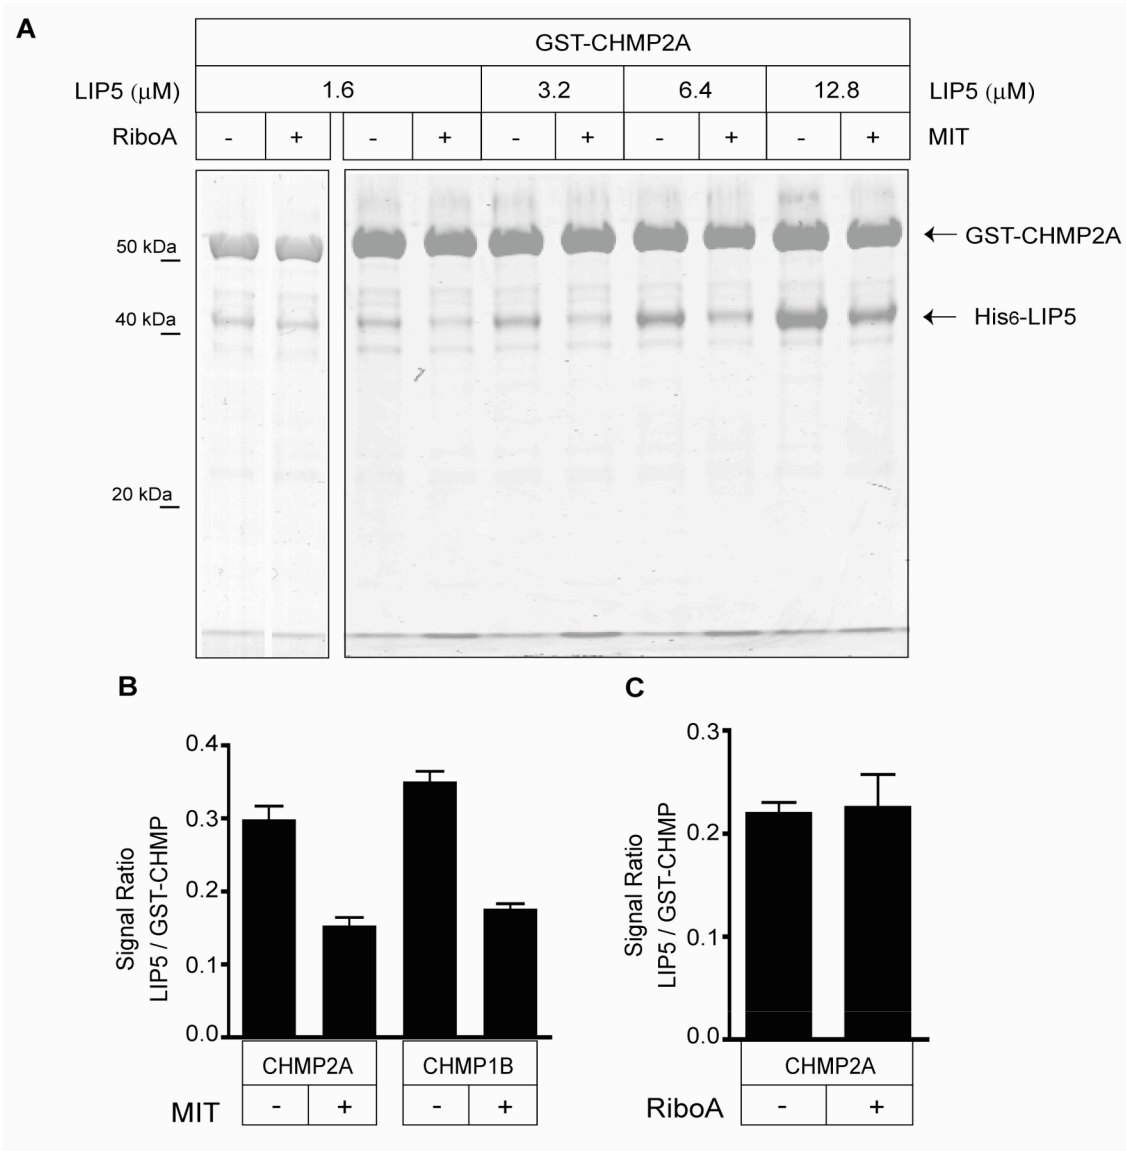 A
GST-CHMP2A
LIP5 (μM) 1.6 3.2 6.4 12.8 LIP5 (μM)
RiboA - + - + - + - + - + MIT
50 kDa
GST-CHMP2A
40 kDa
His6-LIP5
20 kDa
B
Signal Ratio
LIP5 / GST-CHMP
0.4
0.3
0.2
0.1
0.0
CHMP2A CHMP1B
MIT - + - +
C
Signal Ratio
LIP5 / GST-CHMP
0.3
0.2
0.1
0.0
CHMP2A
RiboA - +